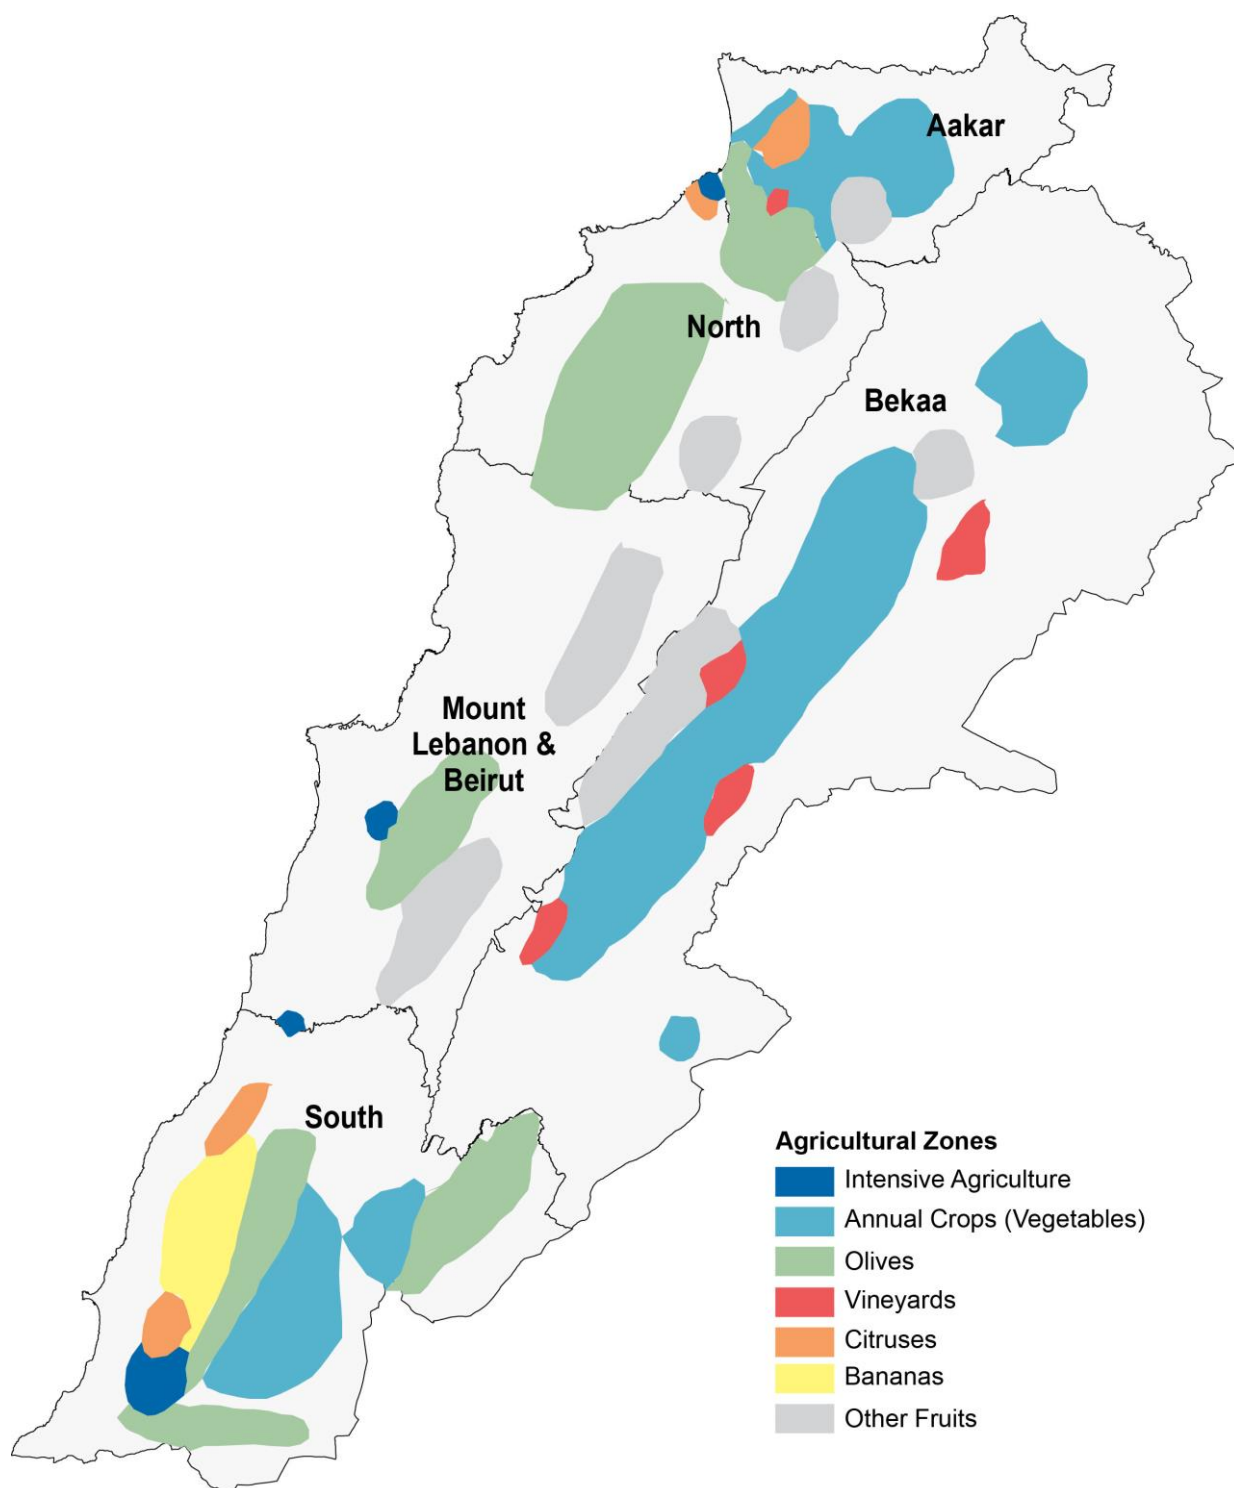 Aakar
North
Bekaa
Mount
Lebanon &
Beirut
South
Agricultural Zones
Intensive Agriculture
Annual Crops (Vegetables)
Olives
Vineyards
Citruses
Bananas
Other Fruits